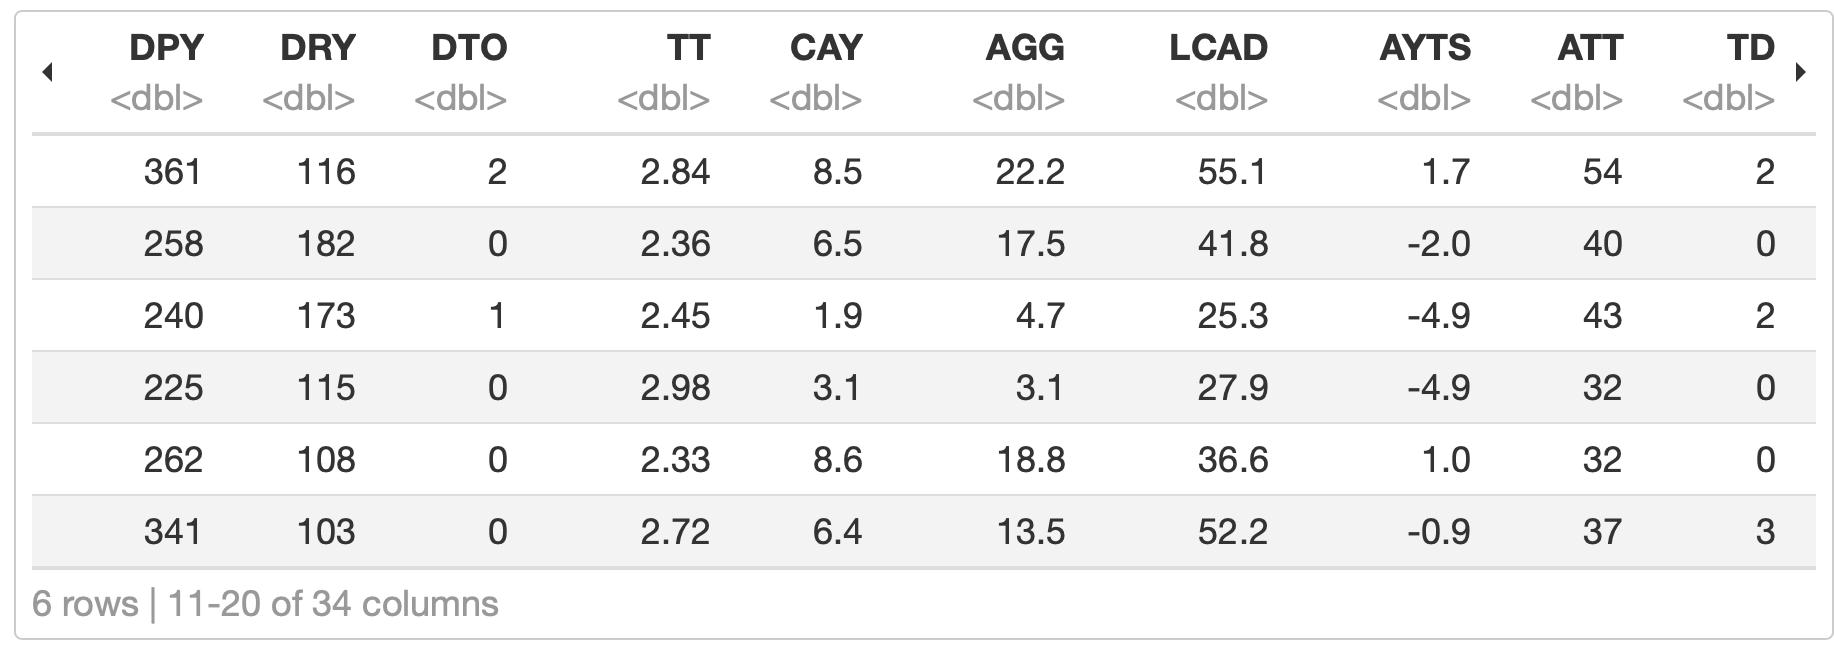 DPY DRY DTO TT CAY AGG LCAD AYTS ATT TD
<dbl> <dbl> <dbl> <dbl> <dbl> <dbl> <dbl> <dbl> <dbl> <dbl>
361 116 2 2.84 8.5 22.2 55.1 1.7 54 2
258 182 0 2.36 6.5 17.5 41.8 -2.0 40 0
240 173 1 2.45 1.9 4.7 25.3 -4.9 43 2
225 115 0 2.98 3.1 3.1 27.9 -4.9 32 0
262 108 0 2.33 8.6 18.8 36.6 1.0 32 0
341 103 0 2.72 6.4 13.5 52.2 -0.9 37 3
6 rows | 11-20 of 34 columns